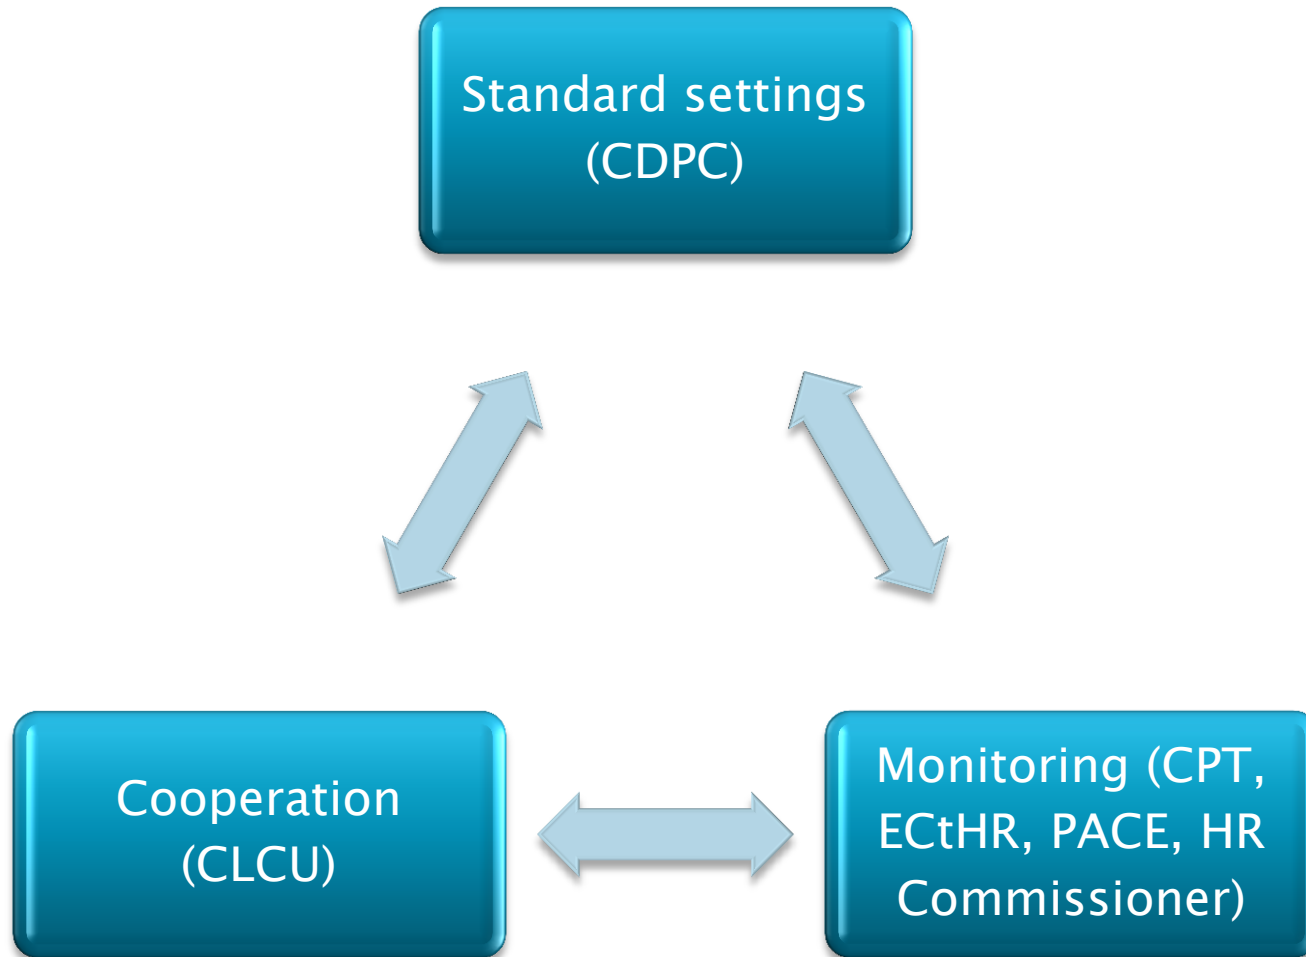 Standard settings
(CDPC)
Cooperation
(CLCU)
Monitoring (CPT,
ECtHR, PACE, HR
Commissioner)